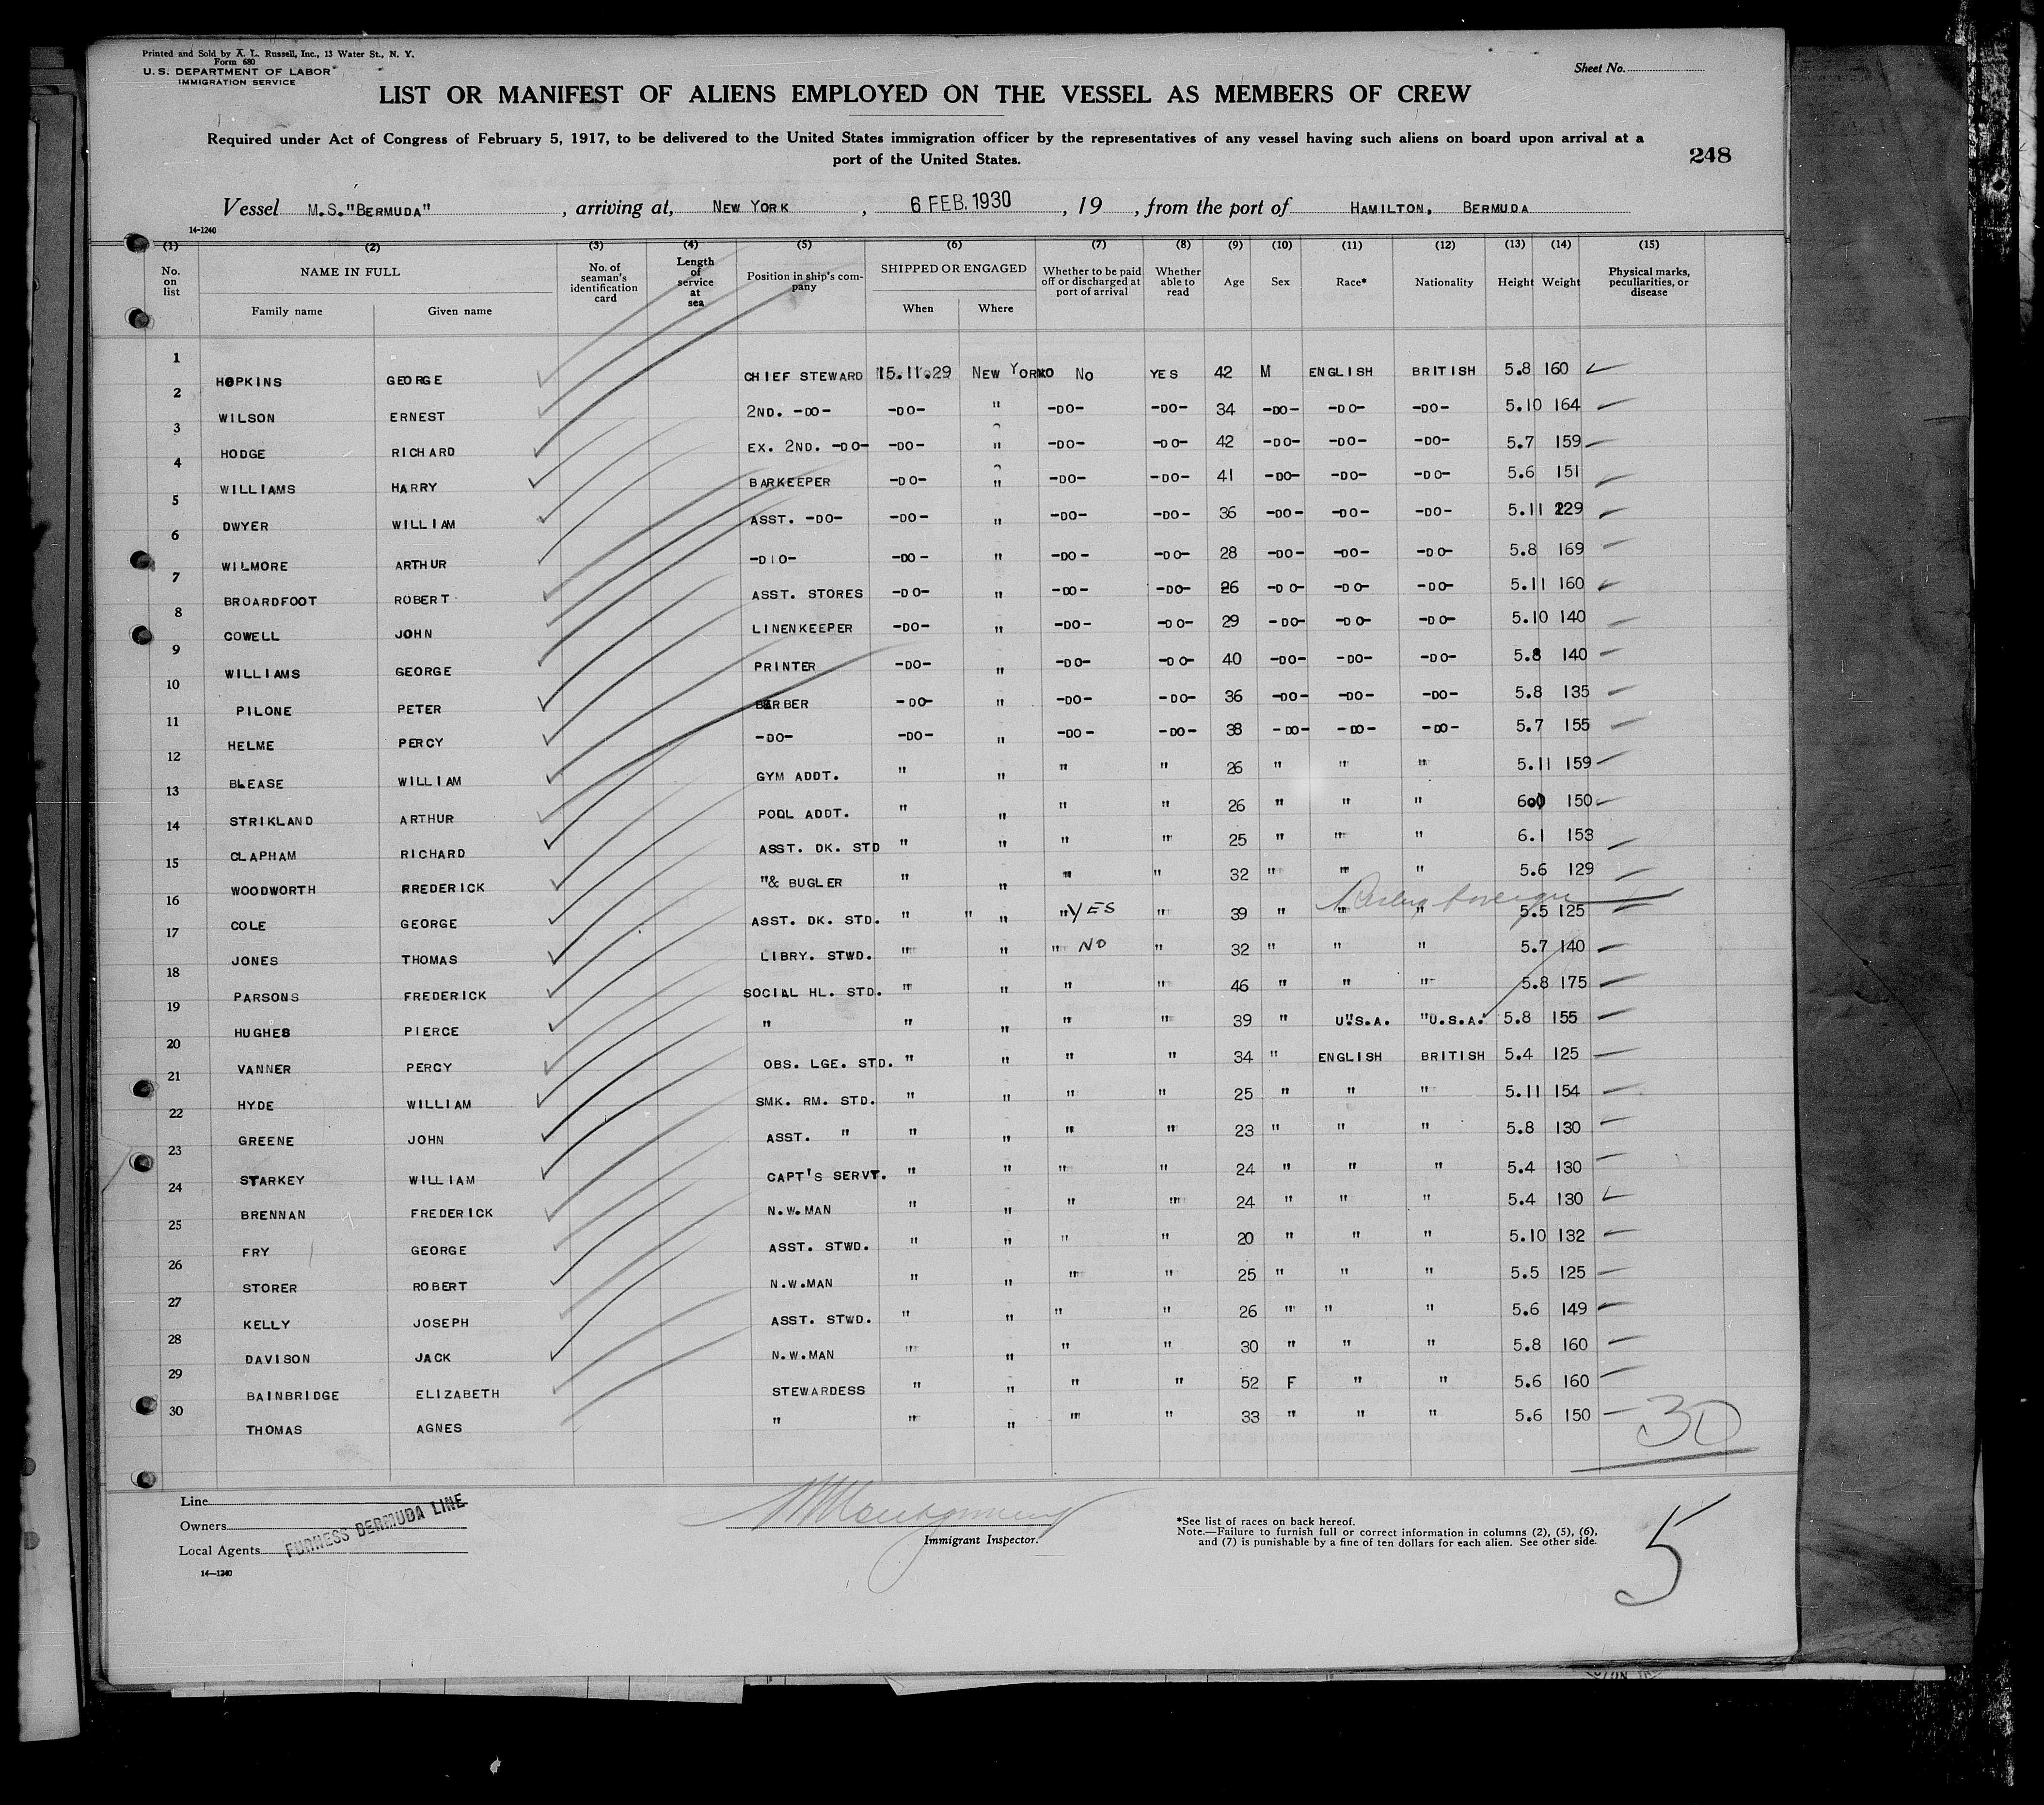 Printed and Sold by A. L. Russell, Inc., 13 Water St., N. Y.
Form 680
U. S. DEPARTMENT OF LABOR
IMMIGRATION SERVICE
Sheet No.
LIST OR MANIFEST OF ALIENS EMPLOYED ON THE VESSEL AS MEMBERS OF CREW
Required under Act of Congress of February 5, 1917, to be delivered to the United States immigration officer by the representatives of any vessel having such aliens on board upon arrival at a
port of the United States.
248
Vessel M.S."BERMUDA" , arriving at, NEW YORK , 6 FEB. 1930 , 19 , from the port of HAMILTON, BERMUDA
14-1240
(1) (2) (3) (4) (5) (6) (7) (8) (9) (10) (11) (12) (13) (14) (15)
No. on list NAME IN FULL Family name Given name No. of seaman's identification card Length of service at sea Position in ship's company SHIPPED OR ENGAGED When Where Whether to be paid off or discharged at port of arrival Whether able to read Age Sex Race* Nationality Height Weight Physical marks, peculiarities, or disease
1 HOPKINS GEORGE CHIEF STEWARD 15.11.29 NEW YORK NO YES 42 M ENGLISH BRITISH 5.8 160
2 WILSON ERNEST 2ND. -DO- -DO- " -DO- -DO- 34 -DO- -DO- -DO- 5.10 164
3 HODGE RICHARD EX. 2ND. -DO- -DO- " -DO- -DO- 42 -DO- -DO- -DO- 5.7 159
4 WILLIAMS HARRY BARKEEPER -DO- " -DO- -DO- 41 -DO- -DO- -DO- 5.6 151
5 DWYER WILLIAM ASST. -DO- -DO- " -DO- -DO- 36 -DO- -DO- -DO- 5.11 229
6 WILMORE ARTHUR -DIO- -DO- " -DO- -DO- 28 -DO- -DO- -DO- 5.8 169
7 BROARDFOOT ROBERT ASST. STORES -DO- " -DO- -DO- 26 -DO- -DO- -DO- 5.11 160
8 COWELL JOHN LINENKEEPER -DO- " -DO- -DO- 29 -DO- -DO- -DO- 5.10 140
9 WILLIAMS GEORGE PRINTER -DO- " -DO- -DO- 40 -DO- -DO- -DO- 5.8 140
10 PILONE PETER BARBER -DO- " -DO- -DO- 36 -DO- -DO- -DO- 5.8 135
11 HELME PERCY -DO- -DO- " -DO- -DO- 38 -DO- -DO- -DO- 5.7 155
12 BLEASE WILLIAM GYM ADDT. " " " " 26 " " " 5.11 159
13 STRIKLAND ARTHUR POOL ADDT. " " " " 26 " " " 6.0 150
14 CLAPHAM RICHARD ASST. DK. STD " " " " 25 " " " 6.1 153
15 WOODWORTH RREDERICK "& BUGLER " " " " 32 " " " 5.6 129
16 COLE GEORGE ASST. DK. STD. " " " " YES " 39 " " " 5.5 125
17 JONES THOMAS LIBRY. STWD. " " " NO " 32 " " " 5.7 140
18 PARSONS FREDERICK SOCIAL HL. STD. " " " " 46 " " " 5.8 175
19 HUGHES PIERCE " " " " " 39 " U.S.A. "U.S.A. 5.8 155
20 VANNER PERCY OBS. LGE. STD. " " " " 34 " ENGLISH BRITISH 5.4 125
21 HYDE WILLIAM SMK. RM. STD. " " " " 25 " " " 5.11 154
22 GREENE JOHN ASST. " " " " " 23 " " " 5.8 130
23 STARKEY WILLIAM CAPT'S SERVT. " " " " 24 " " " 5.4 130
24 BRENNAN FREDERICK N.W.MAN " " " " 24 " " " 5.4 130
25 FRY GEORGE ASST. STWD. " " " " 20 " " " 5.10 132
26 STORER ROBERT N.W.MAN " " " " 25 " " " 5.5 125
27 KELLY JOSEPH ASST. STWD. " " " " 26 " " " 5.6 149
28 DAVISON JACK N.W.MAN " " " " 30 " " " 5.8 160
29 BAINBRIDGE ELIZABETH STEWARDESS " " " " 52 F " " 5.6 160
30 THOMAS AGNES " " " " " 33 " " " 5.6 150
30
Line
Owners
Local Agents
FURNESS BERMUDA LINE
14-1240
Immigrant Inspector.
*See list of races on back hereof.
Note.—Failure to furnish full or correct information in columns (2), (5), (6),
and (7) is punishable by a fine of ten dollars for each alien. See other side.
5